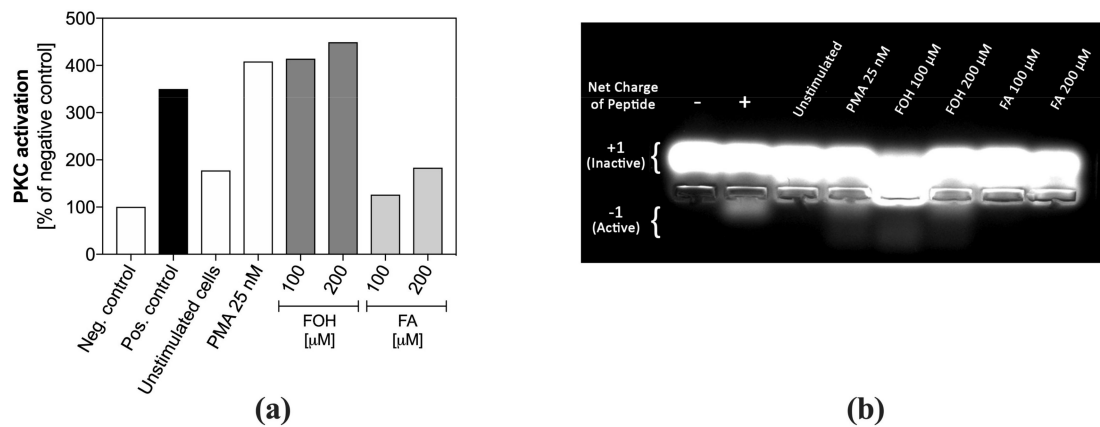 500
400
300
200
100
0
PKC activation
[% of negative control]
Neg. control
Pos. control
Unstimulated cells
PMA 25 nM
100
200
FOH
[µM]
100
200
FA
[µM]
(a)
Net Charge
of Peptide
-
+
Unstimulated
PMA 25 nM
FOH 100 µM
FOH 200 µM
FA 100 µM
FA 200 µM
+1
(Inactive)
{
-1
(Active)
{
(b)